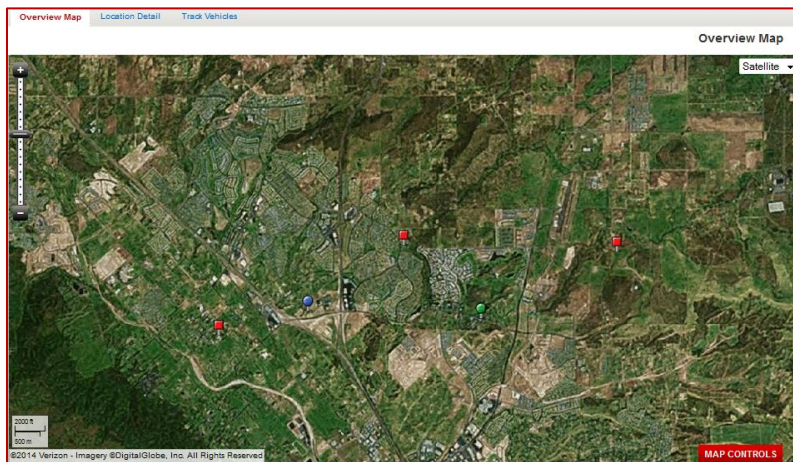 Overview Map Location Detail Track Vehicles
Overview Map
Satellite
2000 ft
500 m
©2014 Verizon - Imagery ©DigitalGlobe, Inc. All Rights Reserved
MAP CONTROLS